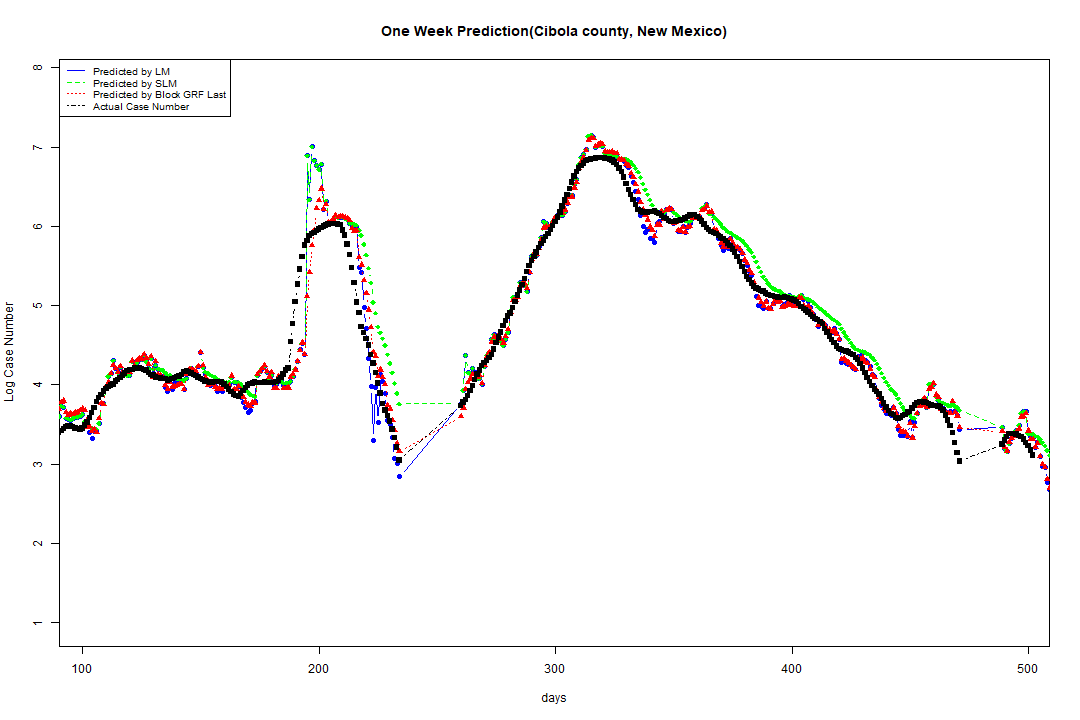 One Week Prediction(Cibola county, New Mexico)
Predicted by LM
Predicted by SLM
Predicted by Block GRF Last
Actual Case Number
8
7
6
5
4
3
2
1
Log Case Number
100 200 300 400 500
days